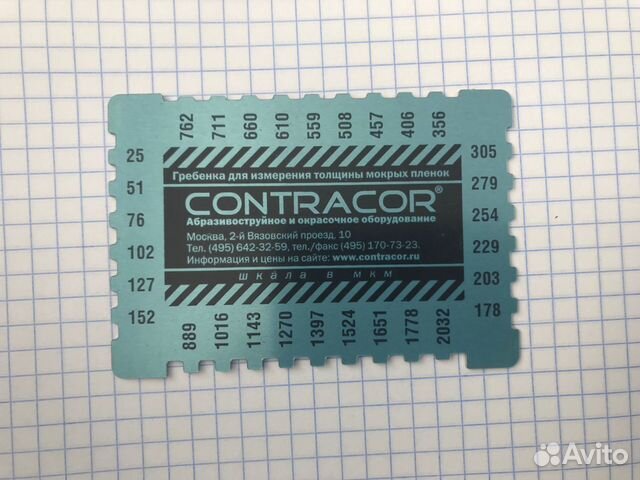 762 711 660 610 559 508 457 406 356
25
51
76
102
127
152
Гребенка для измерения толщины мокрых пленок
CONTRACOR®
Абразивоструйное и окрасочное оборудование
Москва, 2-й Вязовский проезд, 10
Тел. (495) 642-32-59, тел./факс (495) 170-73-23.
Информация и цены на сайте: www.contracor.ru
шкала в мкм
305
279
254
229
203
178
889 1016 1143 1270 1397 1524 1651 1778 2032
Avito